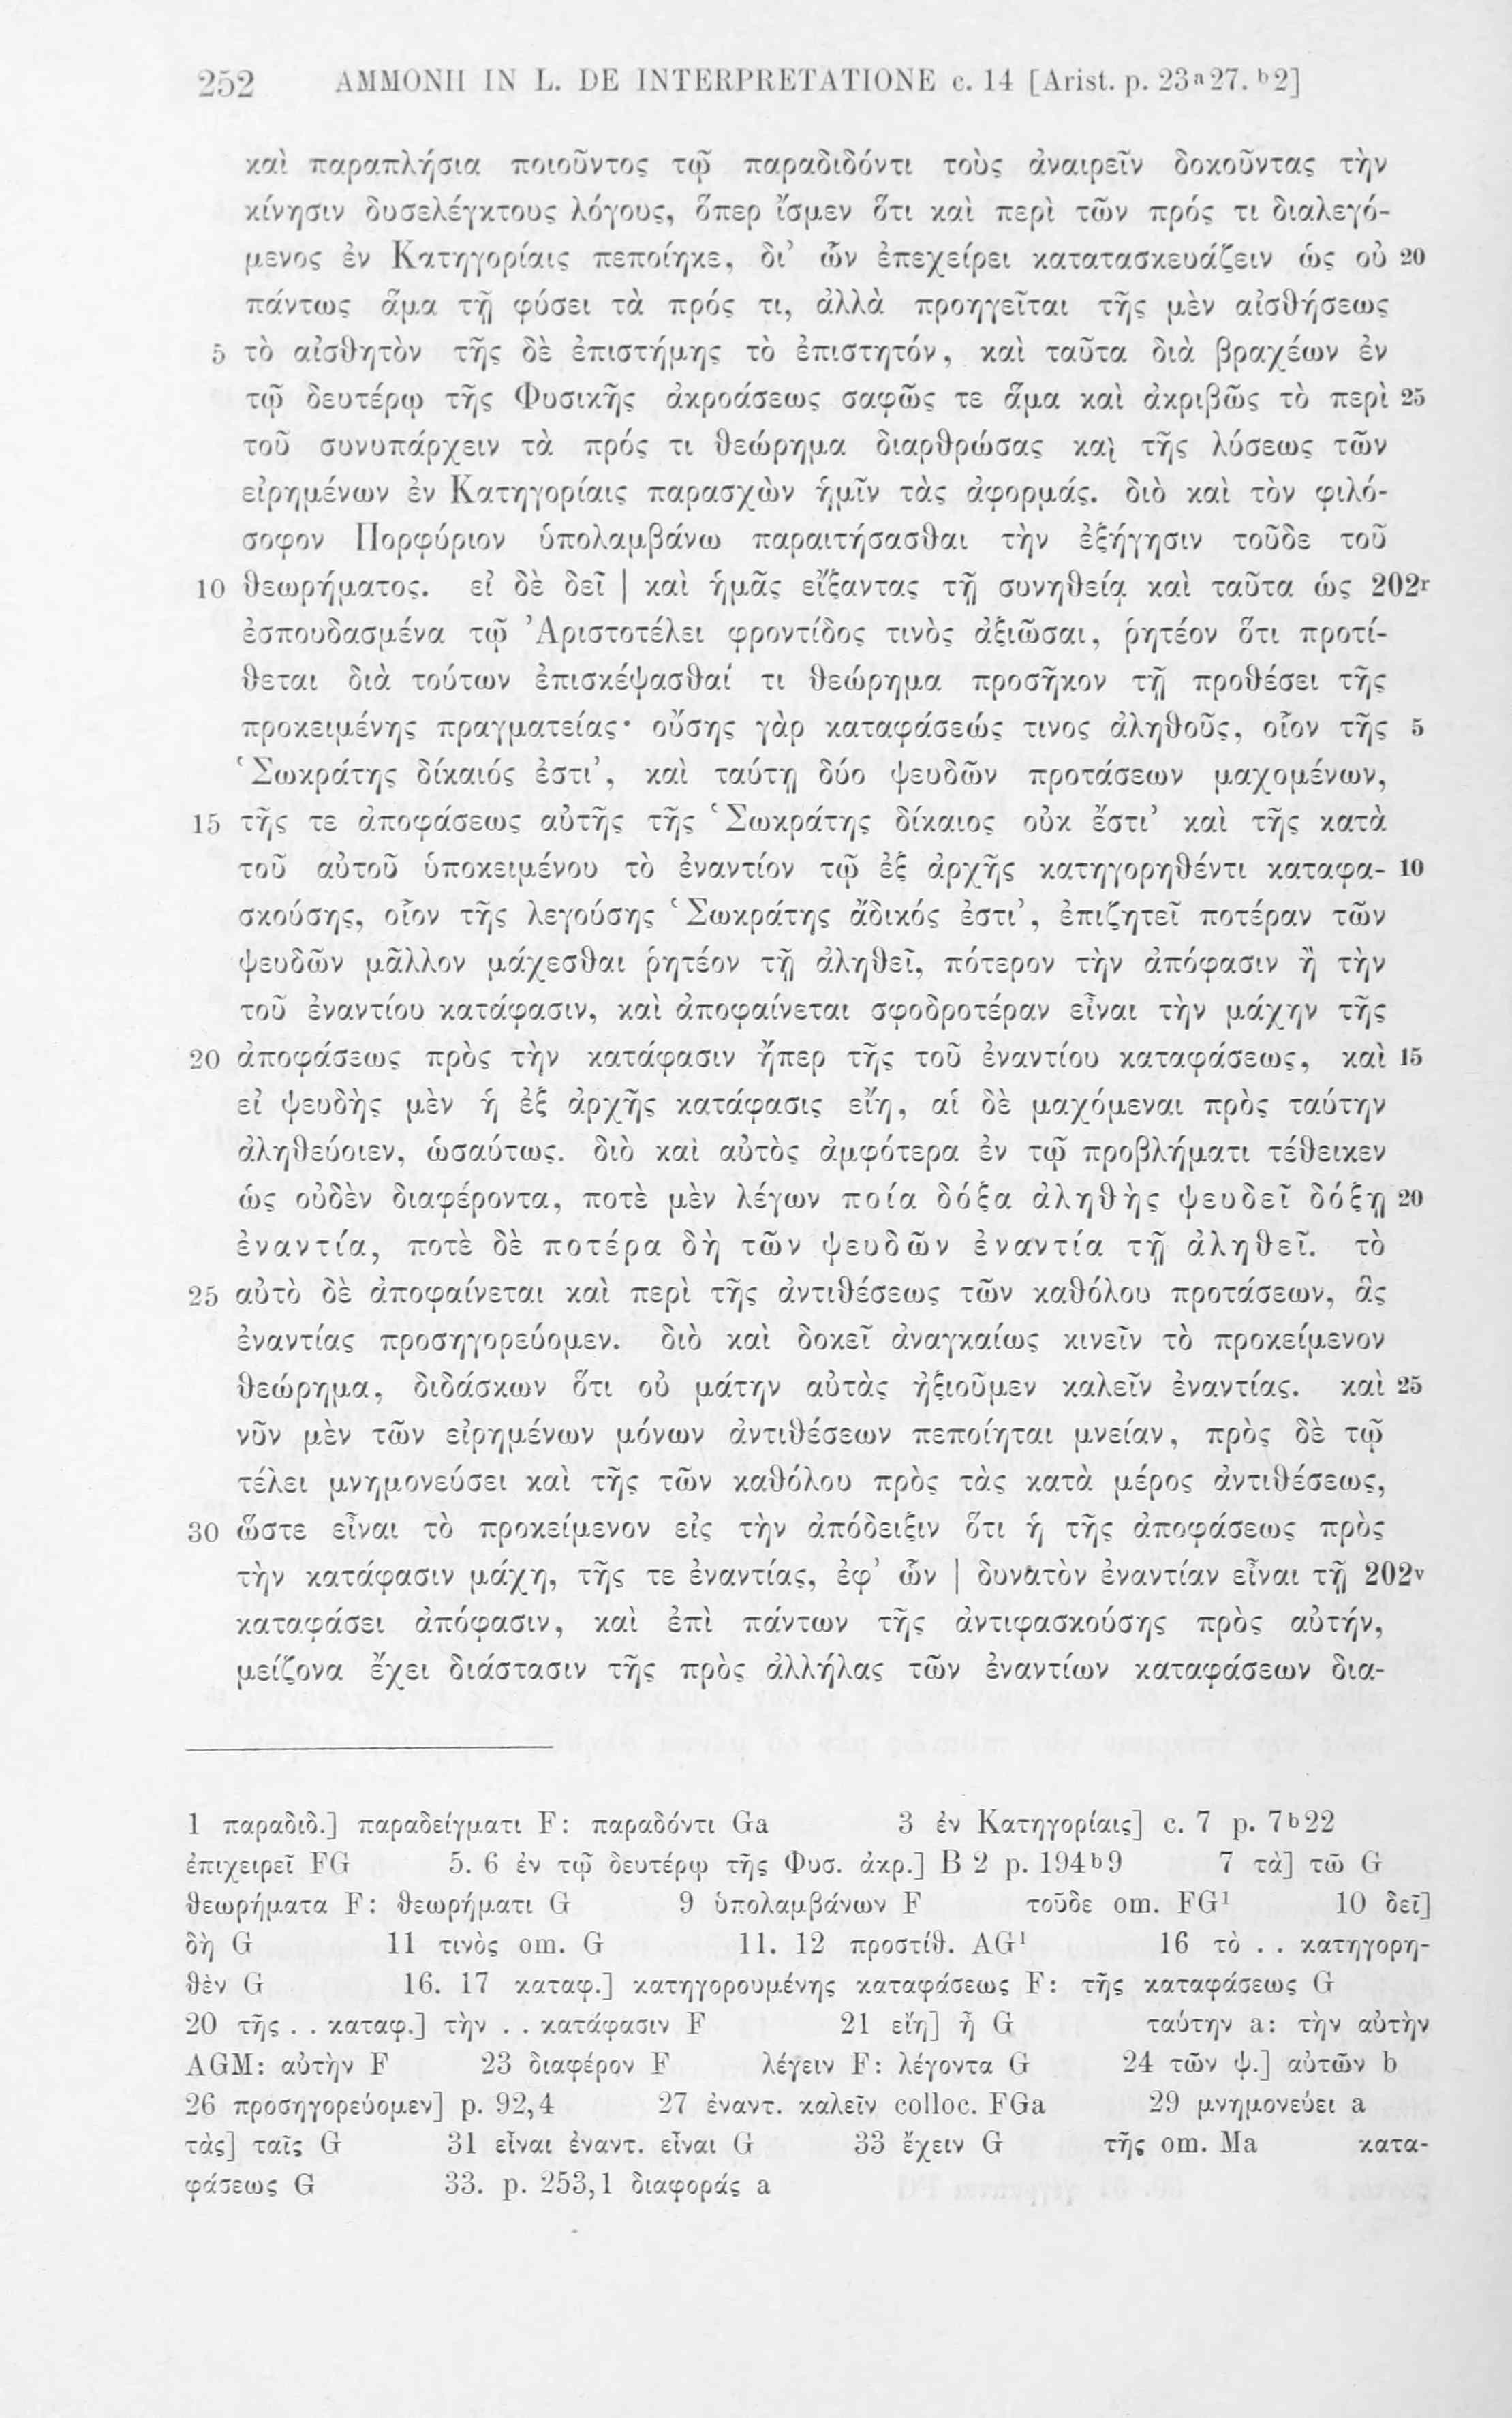 252 AMMONII IN L. DE INTERPRETATIONE c. 14 [Arist. p. 23ᵃ27. ᵇ2]
καὶ παραπλήσια ποιοῦντος τῷ παραδιδόντι τοὺς ἀναιρεῖν δοκοῦντας τὴν
κίνησιν δυσελέγκτους λόγους, ὅπερ ἴσμεν ὅτι καὶ περὶ τῶν πρός τι διαλεγό-
μενος ἐν Κατηγορίαις πεποίηκε, δι’ ὧν ἐπεχείρει κατατασκευάζειν ὡς οὐ 20
πάντως ἅμα τῇ φύσει τὰ πρός τι, ἀλλὰ προηγεῖται τῆς μὲν αἰσθήσεως
5 τὸ αἰσθητὸν τῆς δὲ ἐπιστήμης τὸ ἐπιστητόν, καὶ ταῦτα διὰ βραχέων ἐν
τῷ δευτέρῳ τῆς Φυσικῆς ἀκροάσεως σαφῶς τε ἅμα καὶ ἀκριβῶς τὸ περὶ 25
τοῦ συνυπάρχειν τὰ πρός τι θεώρημα διαρθρώσας καὶ τῆς λύσεως τῶν
εἰρημένων ἐν Κατηγορίαις παρασχὼν ἡμῖν τὰς ἀφορμάς. διὸ καὶ τὸν φιλό-
σοφον Πορφύριον ὑπολαμβάνω παραιτήσασθαι τὴν ἐξήγησιν τοῦδε τοῦ
10 θεωρήματος. εἰ δὲ δεῖ | καὶ ἡμᾶς εἴξαντας τῇ συνηθείᾳ καὶ ταῦτα ὡς 202ʳ
ἐσπουδασμένα τῷ Ἀριστοτέλει φροντίδος τινὸς ἀξιῶσαι, ῥητέον ὅτι προτί-
θεται διὰ τούτων ἐπισκέψασθαί τι θεώρημα προσῆκον τῇ προθέσει τῆς
προκειμένης πραγματείας· οὔσης γὰρ καταφάσεώς τινος ἀληθοῦς, οἷον τῆς 5
‘Σωκράτης δίκαιός ἐστι’, καὶ ταύτῃ δύο ψευδῶν προτάσεων μαχομένων,
15 τῆς τε ἀποφάσεως αὐτῆς τῆς ‘Σωκράτης δίκαιος οὐκ ἔστι’ καὶ τῆς κατὰ
τοῦ αὐτοῦ ὑποκειμένου τὸ ἐναντίον τῷ ἐξ ἀρχῆς κατηγορηθέντι καταφα- 10
σκούσης, οἷον τῆς λεγούσης ‘Σωκράτης ἄδικός ἐστι’, ἐπιζητεῖ ποτέραν τῶν
ψευδῶν μᾶλλον μάχεσθαι ῥητέον τῇ ἀληθεῖ, πότερον τὴν ἀπόφασιν ἢ τὴν
τοῦ ἐναντίου κατάφασιν, καὶ ἀποφαίνεται σφοδροτέραν εἶναι τὴν μάχην τῆς
20 ἀποφάσεως πρὸς τὴν κατάφασιν ἤπερ τῆς τοῦ ἐναντίου καταφάσεως, καὶ 15
εἰ ψευδὴς μὲν ἡ ἐξ ἀρχῆς κατάφασις εἴη, αἱ δὲ μαχόμεναι πρὸς ταύτην
ἀληθεύοιεν, ὡσαύτως. διὸ καὶ αὐτὸς ἀμφότερα ἐν τῷ προβλήματι τέθεικεν
ὡς οὐδὲν διαφέροντα, ποτὲ μὲν λέγων ποία δόξα ἀληθὴς ψευδεῖ δόξῃ 20
ἐναντία, ποτὲ δὲ ποτέρα δὴ τῶν ψευδῶν ἐναντία τῇ ἀληθεῖ. τὸ
25 αὐτὸ δὲ ἀποφαίνεται καὶ περὶ τῆς ἀντιθέσεως τῶν καθόλου προτάσεων, ἃς
ἐναντίας προσηγορεύομεν. διὸ καὶ δοκεῖ ἀναγκαίως κινεῖν τὸ προκείμενον
θεώρημα, διδάσκων ὅτι οὐ μάτην αὐτὰς ἠξιοῦμεν καλεῖν ἐναντίας. καὶ 25
νῦν μὲν τῶν εἰρημένων μόνων ἀντιθέσεων πεποίηται μνείαν, πρὸς δὲ τῷ
τέλει μνημονεύσει καὶ τῆς τῶν καθόλου πρὸς τὰς κατὰ μέρος ἀντιθέσεως,
30 ὥστε εἶναι τὸ προκείμενον εἰς τὴν ἀπόδειξιν ὅτι ἡ τῆς ἀποφάσεως πρὸς
τὴν κατάφασιν μάχη, τῆς τε ἐναντίας, ἐφ’ ὧν | δυνατὸν ἐναντίαν εἶναι τῇ 202ᵛ
καταφάσει ἀπόφασιν, καὶ ἐπὶ πάντων τῆς ἀντιφασκούσης πρὸς αὐτήν,
μείζονα ἔχει διάστασιν τῆς πρὸς ἀλλήλας τῶν ἐναντίων καταφάσεων δια-
1 παραδιδ.] παραδείγματι F: παραδόντι Ga 3 ἐν Κατηγορίαις] c. 7 p. 7ᵇ22
ἐπιχειρεῖ FG 5. 6 ἐν τῷ δευτέρῳ τῆς Φυσ. ἀκρ.] B 2 p. 194ᵇ9 7 τὰ] τῶ G
θεωρήματα F: θεωρήματι G 9 ὑπολαμβάνων F τοῦδε om. FG¹ 10 δεῖ]
δὴ G 11 τινὸς om. G 11. 12 προστίθ. AG¹ 16 τὸ . . κατηγορη-
θὲν G 16. 17 καταφ.] κατηγορουμένης καταφάσεως F: τῆς καταφάσεως G
20 τῆς . . καταφ.] τὴν . . κατάφασιν F 21 εἴη] ἦ G ταύτην a: τὴν αὐτὴν
AGM: αὐτὴν F 23 διαφέρον F λέγειν F: λέγοντα G 24 τῶν ψ.] αὐτῶν b
26 προσηγορεύομεν] p. 92,4 27 ἐναντ. καλεῖν colloc. FGa 29 μνημονεύει a
τὰς] ταῖς G 31 εἶναι ἐναντ. εἶναι G 33 ἔχειν G τῆς om. Ma κατα-
φάσεως G 33. p. 253,1 διαφοράς a